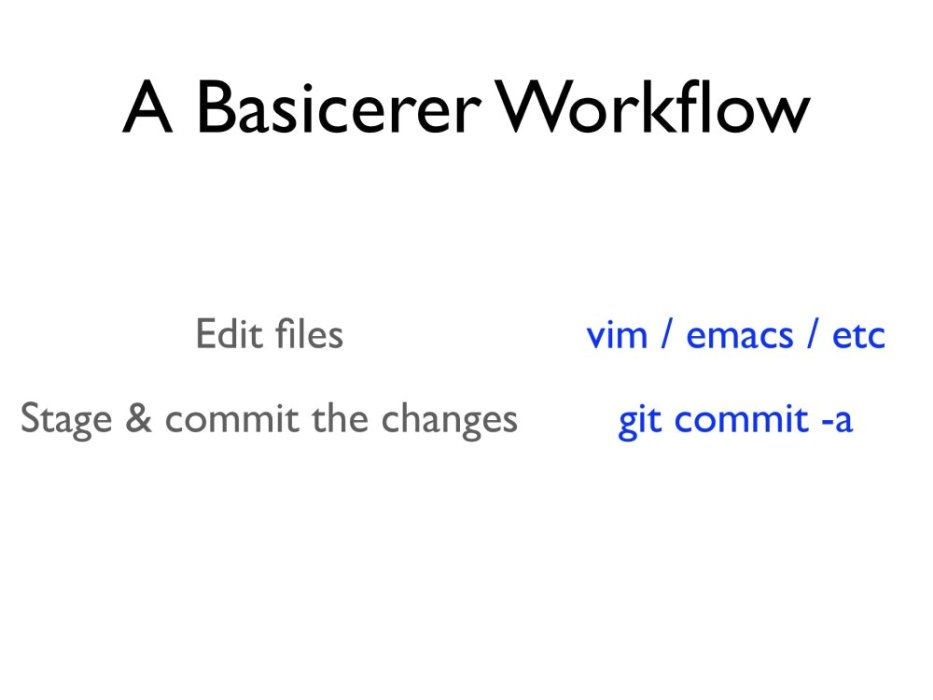 A Basicerer Workflow
Edit files vim / emacs / etc
Stage & commit the changes git commit -a